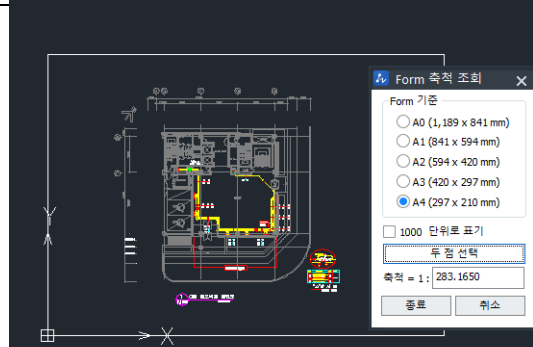 Form 축척 조회
Form 기준
A0 (1,189 x 841 mm)
A1 (841 x 594 mm)
A2 (594 x 420 mm)
A3 (420 x 297 mm)
A4 (297 x 210 mm)
1000 단위로 표기
두 점 선택
축척 = 1 : 283.1650
종료 취소
Y
X